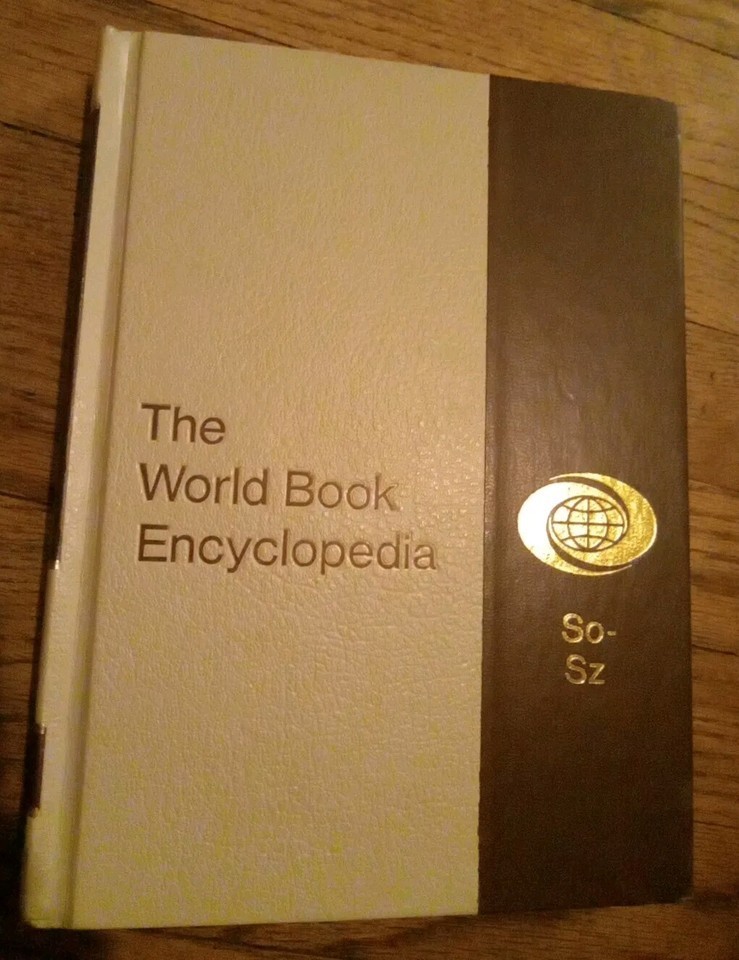 The
World Book
Encyclopedia
So-
Sz